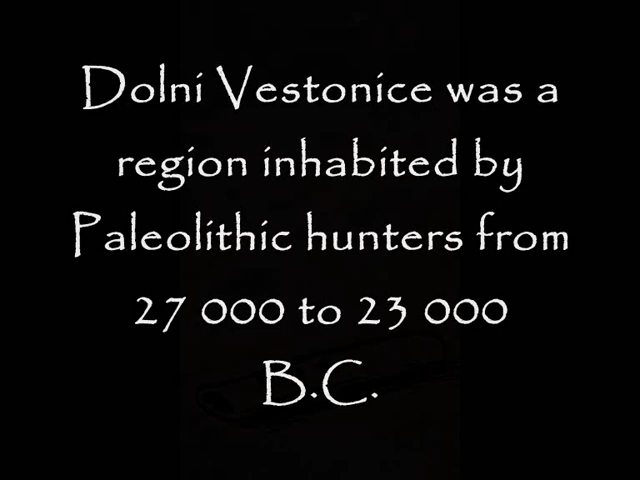 Dolni Vestonice was a
region inhabited by
Paleolithic hunters from
27 000 to 23 000
B.C.